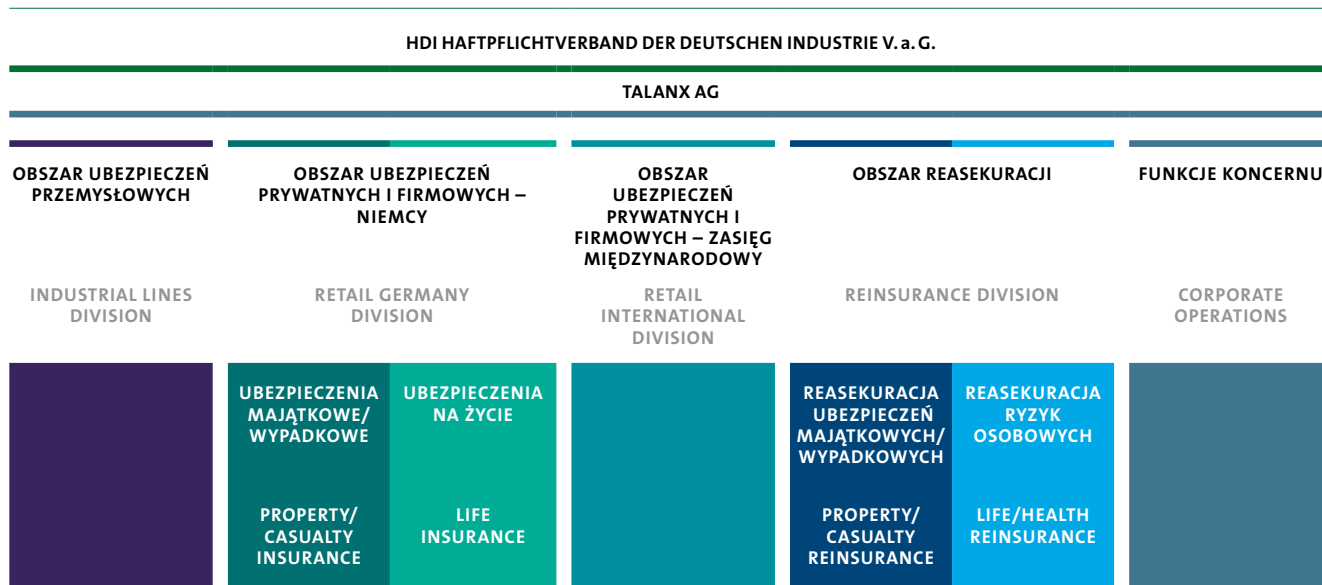 HDI HAFTPFLICHTVERBAND DER DEUTSCHEN INDUSTRIE V. a. G.
TALANX AG
OBSZAR UBEZPIECZEŃ
PRZEMYSŁOWYCH
OBSZAR UBEZPIECZEŃ
PRYWATNYCH I FIRMOWYCH –
NIEMCY
OBSZAR
UBEZPIECZEŃ
PRYWATNYCH I
FIRMOWYCH – ZASIĘG
MIĘDZYNARODOWY
OBSZAR REASEKURACJI
FUNKCJE KONCERNU
INDUSTRIAL LINES
DIVISION
RETAIL GERMANY
DIVISION
RETAIL
INTERNATIONAL
DIVISION
REINSURANCE DIVISION
CORPORATE
OPERATIONS
UBEZPIECZENIA
MAJĄTKOWE/
WYPADKOWE
UBEZPIECZENIA
NA ŻYCIE
REASEKURACJA
UBEZPIECZEŃ
MAJĄTKOWYCH/
WYPADKOWYCH
REASEKURACJA
RYZYK
OSOBOWYCH
PROPERTY/
CASUALTY
INSURANCE
LIFE
INSURANCE
PROPERTY/
CASUALTY
REINSURANCE
LIFE/HEALTH
REINSURANCE